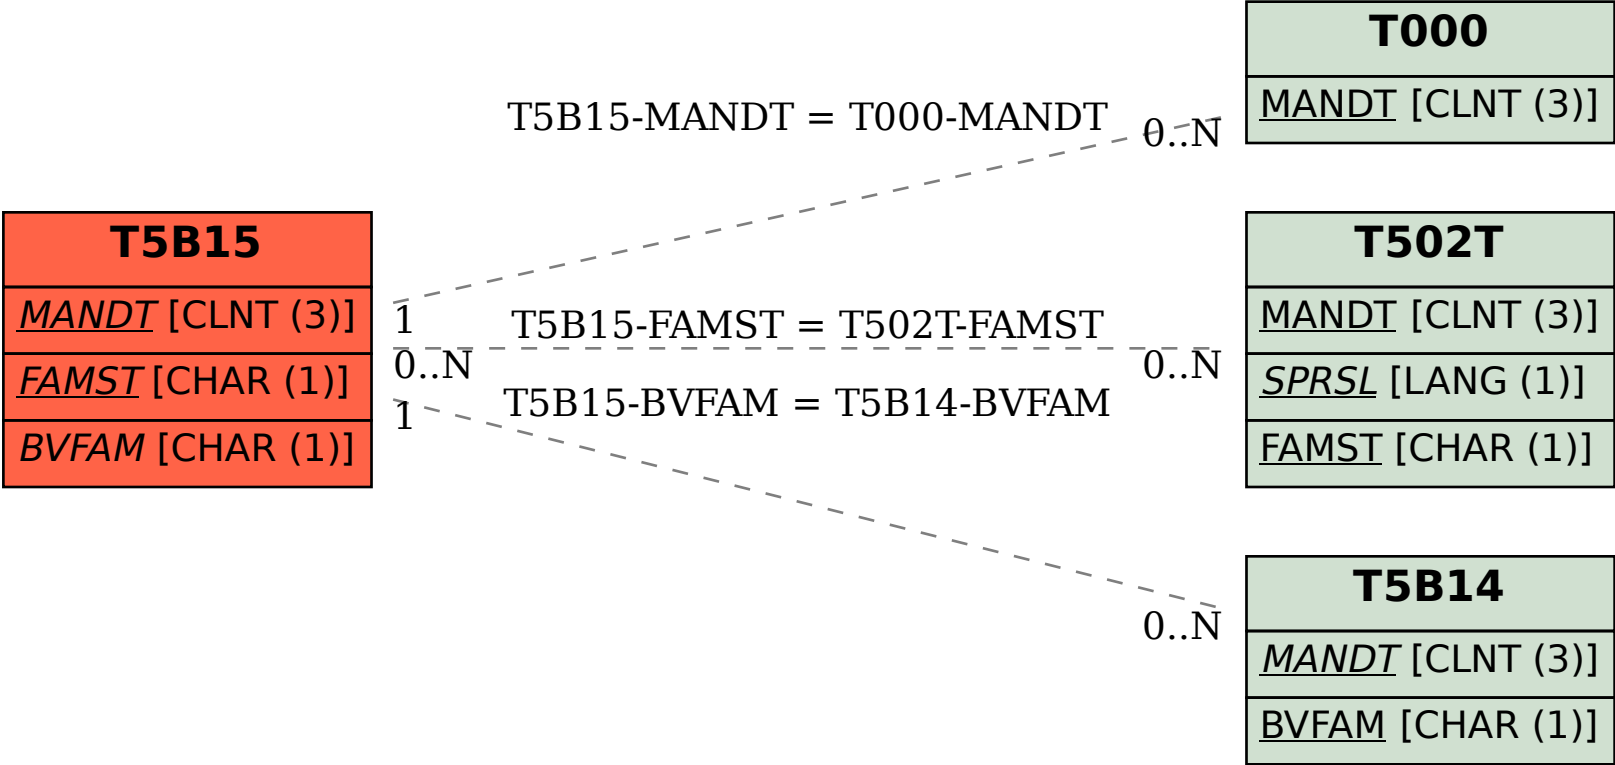 T000
MANDT [CLNT (3)]
T5B15-MANDT = T000-MANDT
0..N
T5B15
MANDT [CLNT (3)]
FAMST [CHAR (1)]
BVFAM [CHAR (1)]
1
T5B15-FAMST = T502T-FAMST
0..N
0..N
1
T5B15-BVFAM = T5B14-BVFAM
0..N
T502T
MANDT [CLNT (3)]
SPRSL [LANG (1)]
FAMST [CHAR (1)]
T5B14
MANDT [CLNT (3)]
BVFAM [CHAR (1)]